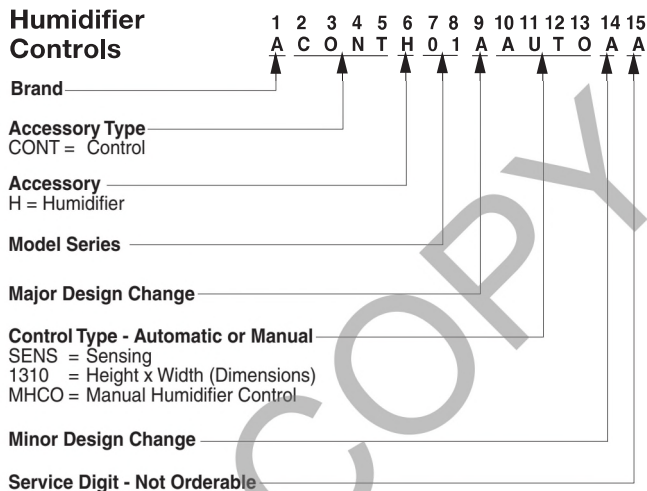 Humidifier
Controls
1 2 3 4 5 6 7 8 9 10 11 12 13 14 15
A C O N T H 0 1 A A U T O A A
Brand
Accessory Type
CONT = Control
Accessory
H = Humidifier
Model Series
Major Design Change
Control Type - Automatic or Manual
SENS = Sensing
1310 = Height x Width (Dimensions)
MHCO = Manual Humidifier Control
Minor Design Change
Service Digit - Not Orderable
COPY